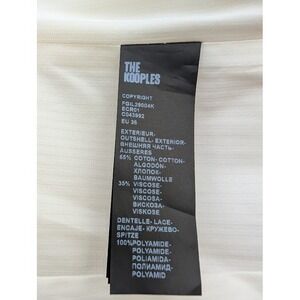 THE
KOOPLES
COPYRIGHT
FGIL26004K
ECR01
C043992
EU 36
EXTERIEUR-
OUTSHELL- EXTERIOR-
ВНЕШНЯЯ ЧАСТЬ-
ÄUSSERES
65% COTON- COTTON-
ALGODÓN-
ХЛОПОК-
BAUMWOLLE
35% VISCOSE-
VISCOSE-
VISCOSA-
ВИСКОЗА-
VISKOSE
DENTELLE- LACE-
ENCAJE- КРУЖЕВО-
SPITZE
100%POLYAMIDE-
POLYAMIDE-
POLIAMIDA-
ПОЛИАМИД-
POLYAMID